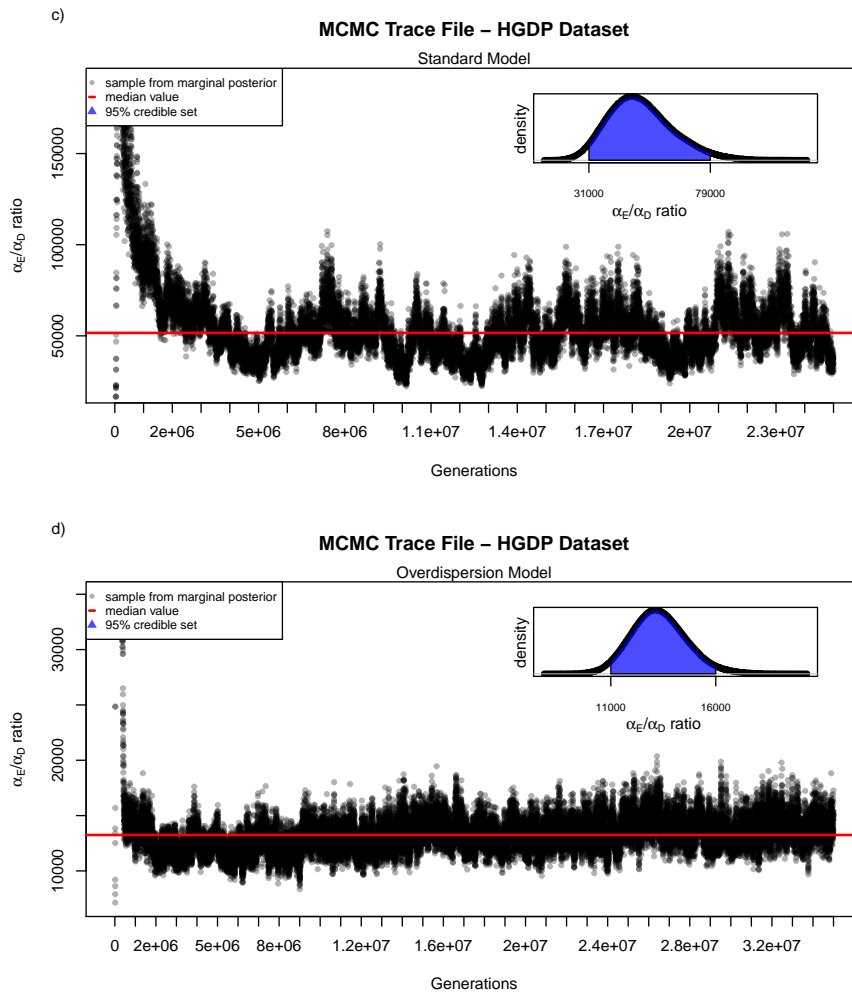 c)
MCMC Trace File − HGDP Dataset
Standard Model
sample from marginal posterior
median value
95% credible set
density
31000 79000
αE/αD ratio
αE/αD ratio
50000 100000 150000
0 2e+06 5e+06 8e+06 1.1e+07 1.4e+07 1.7e+07 2e+07 2.3e+07
Generations
d)
MCMC Trace File − HGDP Dataset
Overdispersion Model
sample from marginal posterior
median value
95% credible set
density
11000 16000
αE/αD ratio
αE/αD ratio
10000 20000 30000
0 2e+06 5e+06 8e+06 1.2e+07 1.6e+07 2e+07 2.4e+07 2.8e+07 3.2e+07
Generations